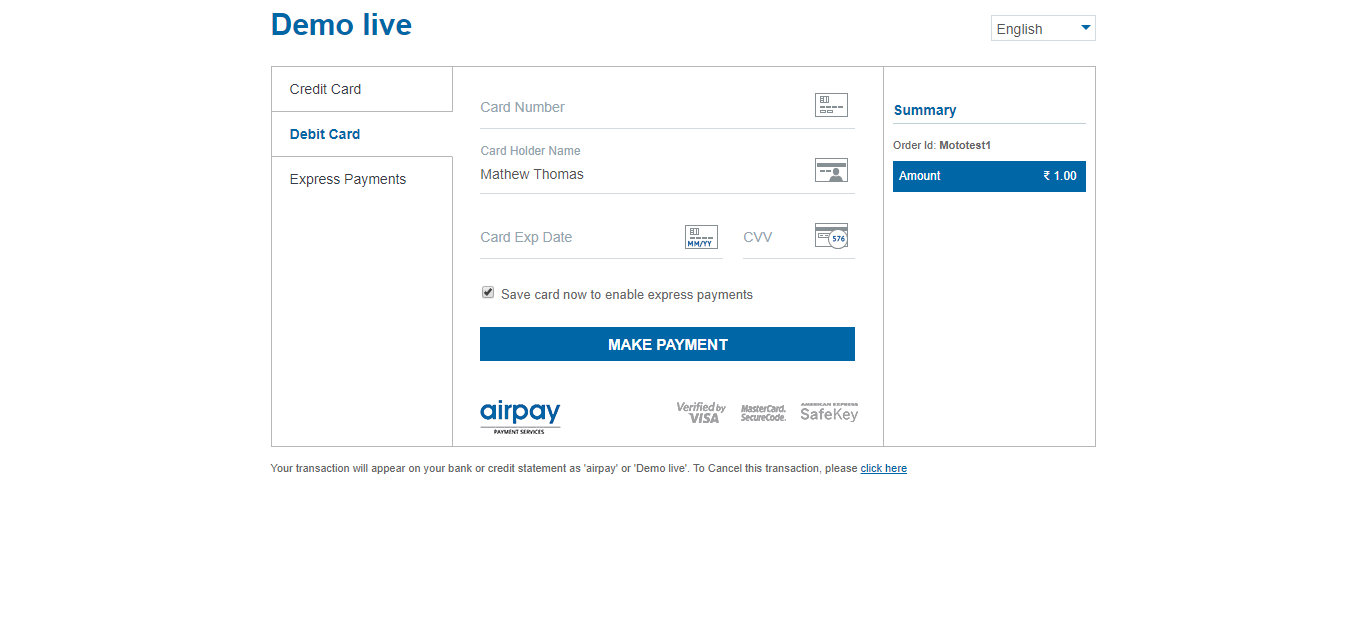 Demo live
English
Credit Card
Debit Card
Express Payments
Card Number
Card Holder Name
Mathew Thomas
Card Exp Date
MM/YY
CVV
576
Save card now to enable express payments
MAKE PAYMENT
airpay
PAYMENT SERVICES
Verified by
VISA
MasterCard.
SecureCode.
AMERICAN EXPRESS
SafeKey
Summary
Order Id: Mototest1
Amount ₹ 1.00
Your transaction will appear on your bank or credit statement as 'airpay' or 'Demo live'. To Cancel this transaction, please click here